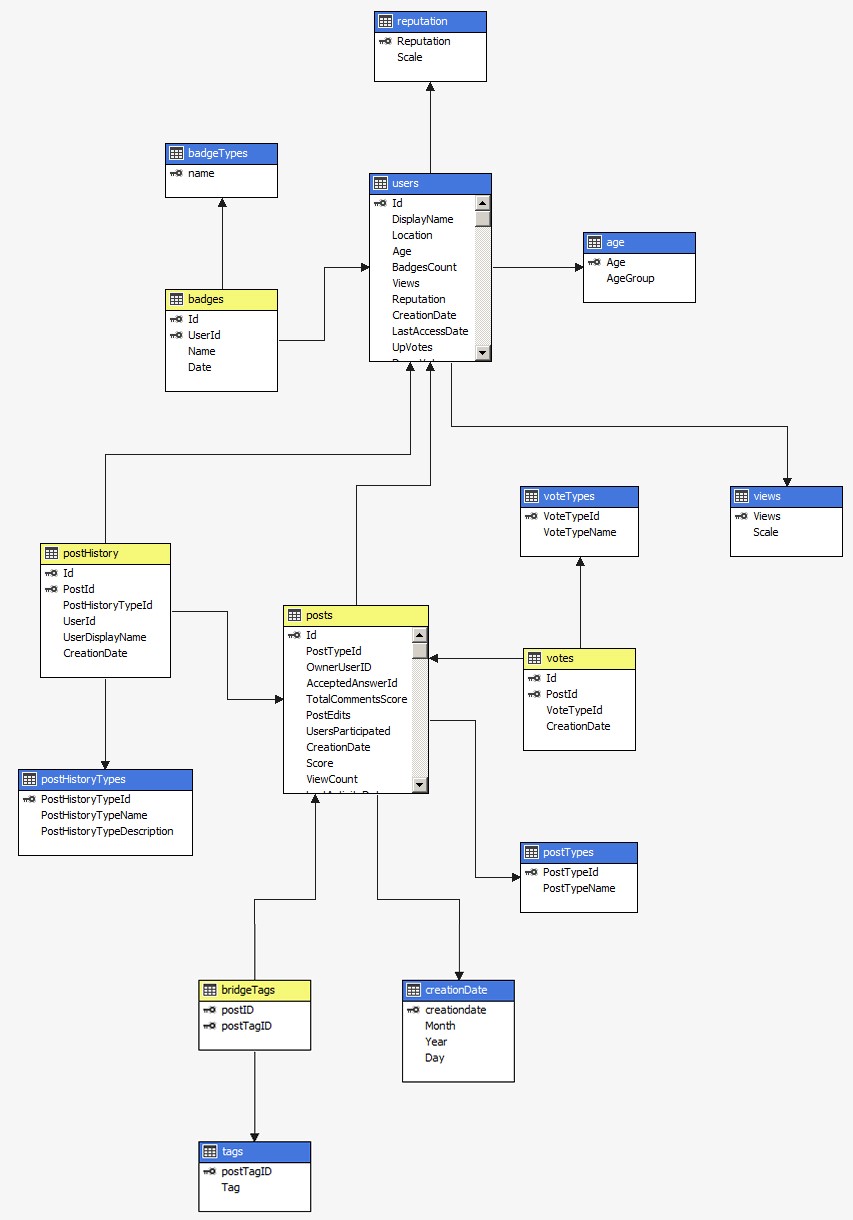 reputation
Reputation
Scale
badgeTypes
name
users
Id
DisplayName
Location
Age
BadgesCount
Views
Reputation
CreationDate
LastAccessDate
UpVotes
age
Age
AgeGroup
badges
Id
UserId
Name
Date
voteTypes
VoteTypeId
VoteTypeName
views
Views
Scale
postHistory
Id
PostId
PostHistoryTypeId
UserId
UserDisplayName
CreationDate
posts
Id
PostTypeId
OwnerUserID
AcceptedAnswerId
TotalCommentsScore
PostEdits
UsersParticipated
CreationDate
Score
ViewCount
votes
Id
PostId
VoteTypeId
CreationDate
postHistoryTypes
PostHistoryTypeId
PostHistoryTypeName
PostHistoryTypeDescription
postTypes
PostTypeId
PostTypeName
bridgeTags
postID
postTagID
creationDate
creationdate
Month
Year
Day
tags
postTagID
Tag